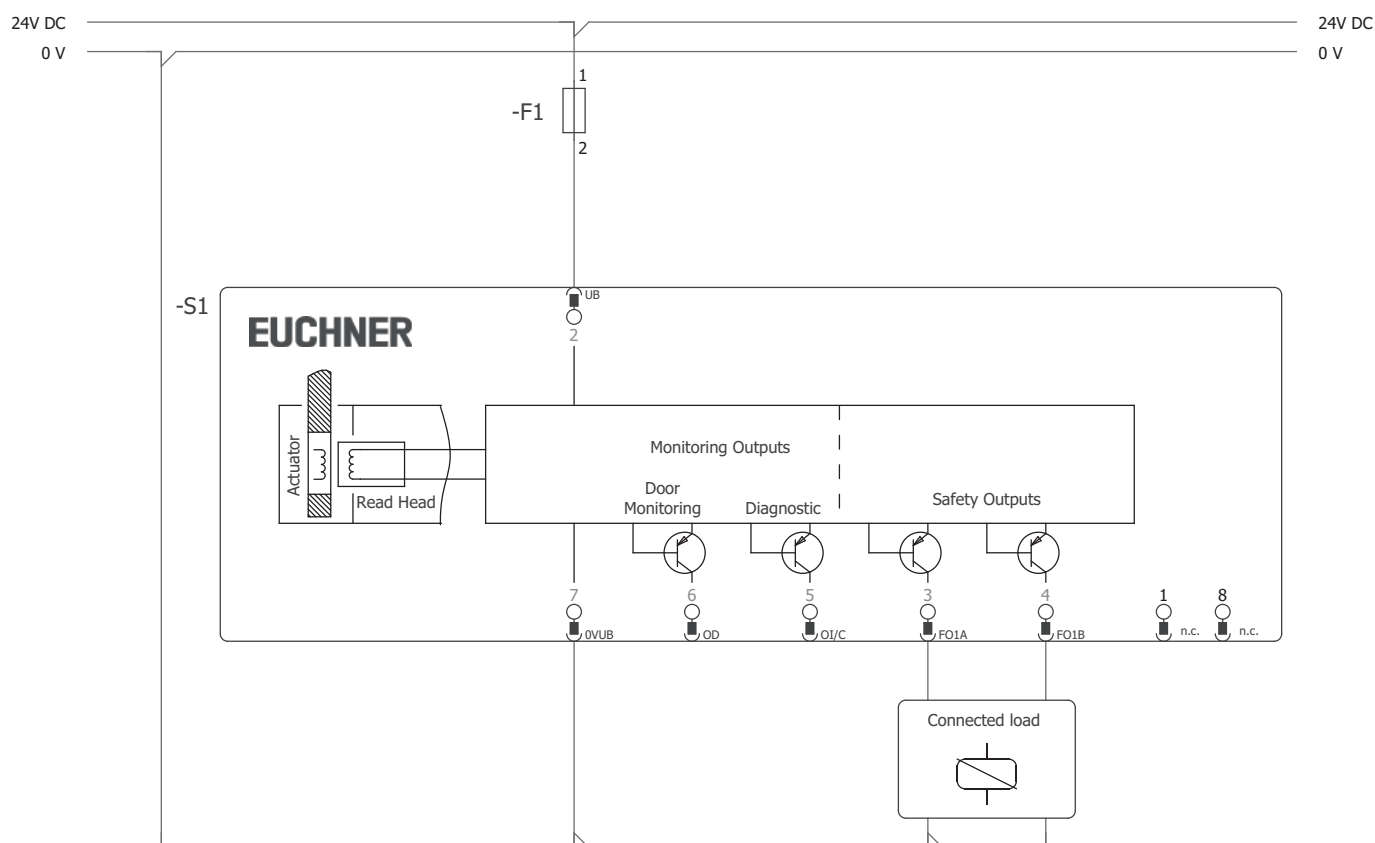 24V DC
24V DC
0 V
0 V
1
-F1
2
-S1
UB
EUCHNER
2
Actuator
Read Head
Monitoring Outputs
Door
Monitoring
Diagnostic
Safety Outputs
7
6
5
3
4
1
8
0VUB
OD
OI/C
FO1A
FO1B
n.c.
n.c.
Connected load